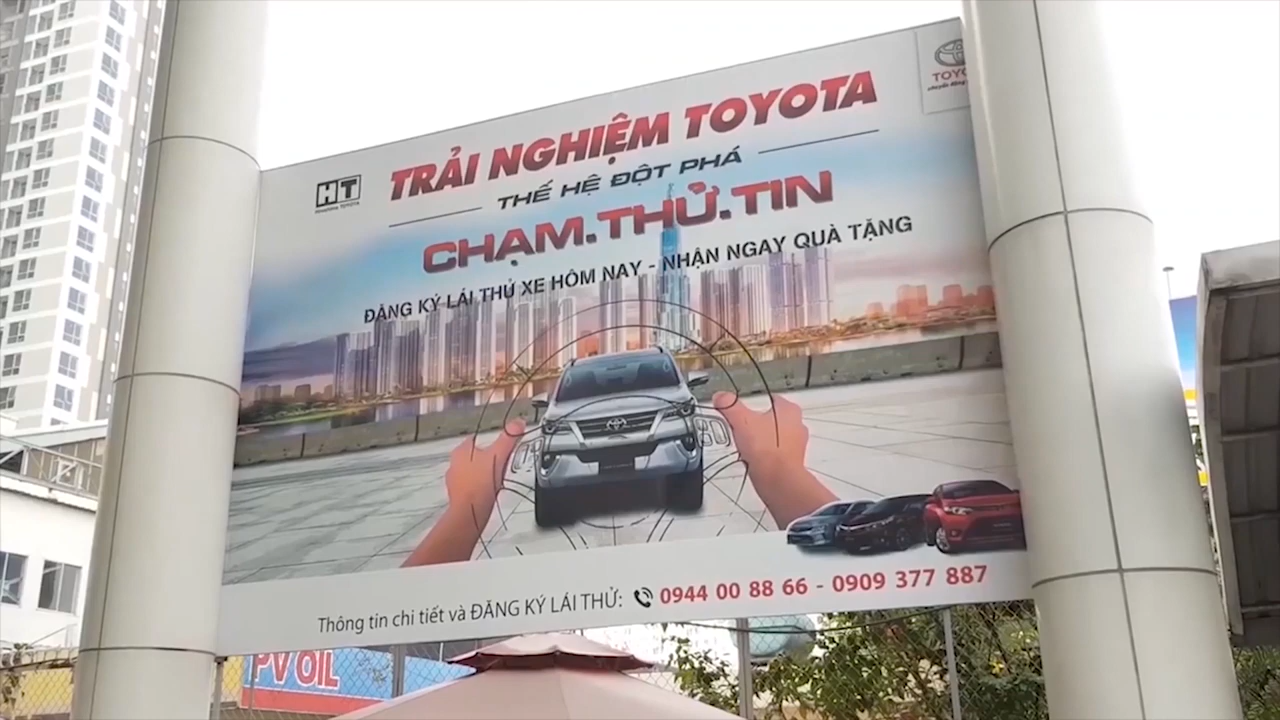 TRẢI NGHIỆM TOYOTA
HT
THẾ HỆ ĐỘT PHÁ
CHẠM.THỬ.TIN
ĐĂNG KÝ LÁI THỬ XE HÔM NAY - NHẬN NGAY QUÀ TẶNG
Thông tin chi tiết và ĐĂNG KÝ LÁI THỬ: 0944 00 88 66 - 0909 377 887
PV OIL